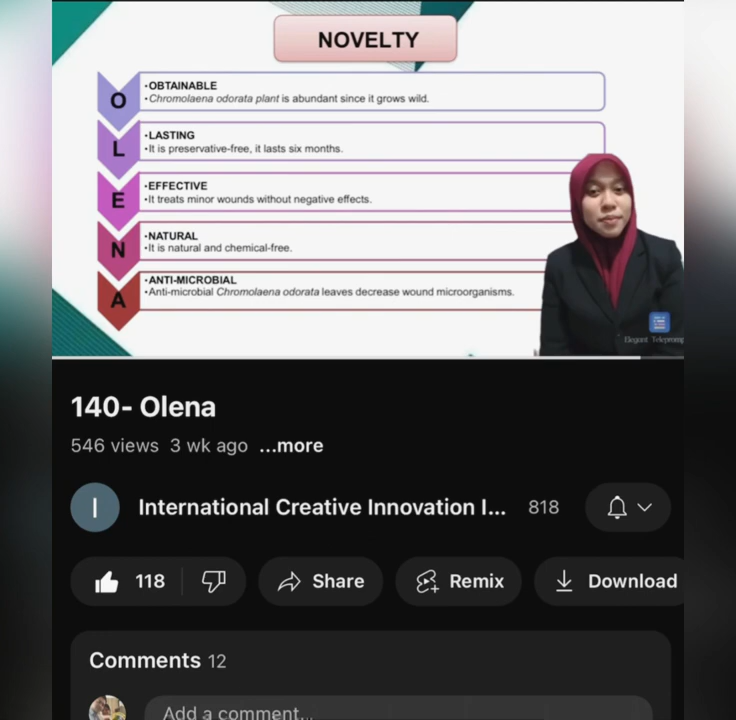 NOVELTY
O
•OBTAINABLE
•Chromolaena odorata plant is abundant since it grows wild.
L
•LASTING
•It is preservative-free, it lasts six months.
E
•EFFECTIVE
•It treats minor wounds without negative effects.
N
•NATURAL
•It is natural and chemical-free.
A
•ANTI-MICROBIAL
•Anti-microbial Chromolaena odorata leaves decrease wound microorganisms.
Elegant Telepromp
140- Olena
546 views 3 wk ago ...more
I
International Creative Innovation I... 818
118 Share Remix Download
Comments 12
Add a comment...